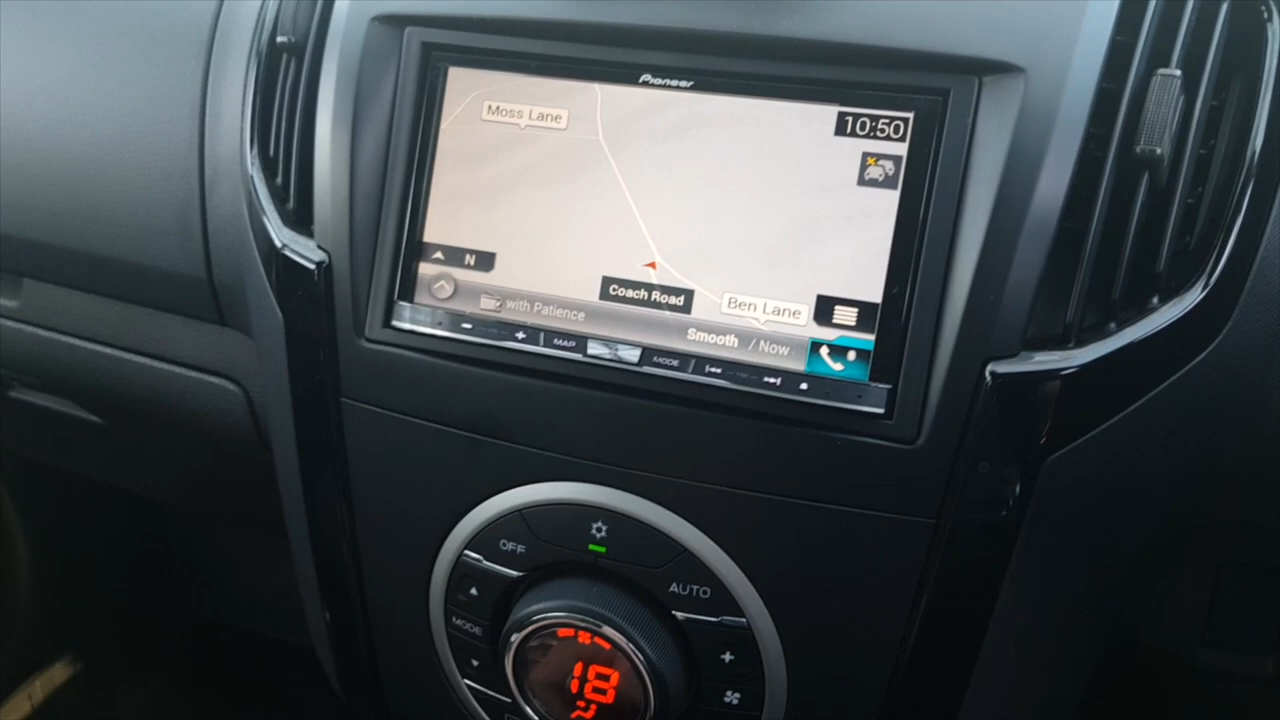 Pioneer
Moss Lane
10:50
N
Coach Road
Ben Lane
with Patience
Smooth / Now
MAP
MODE
OFF
AUTO
MODE
18